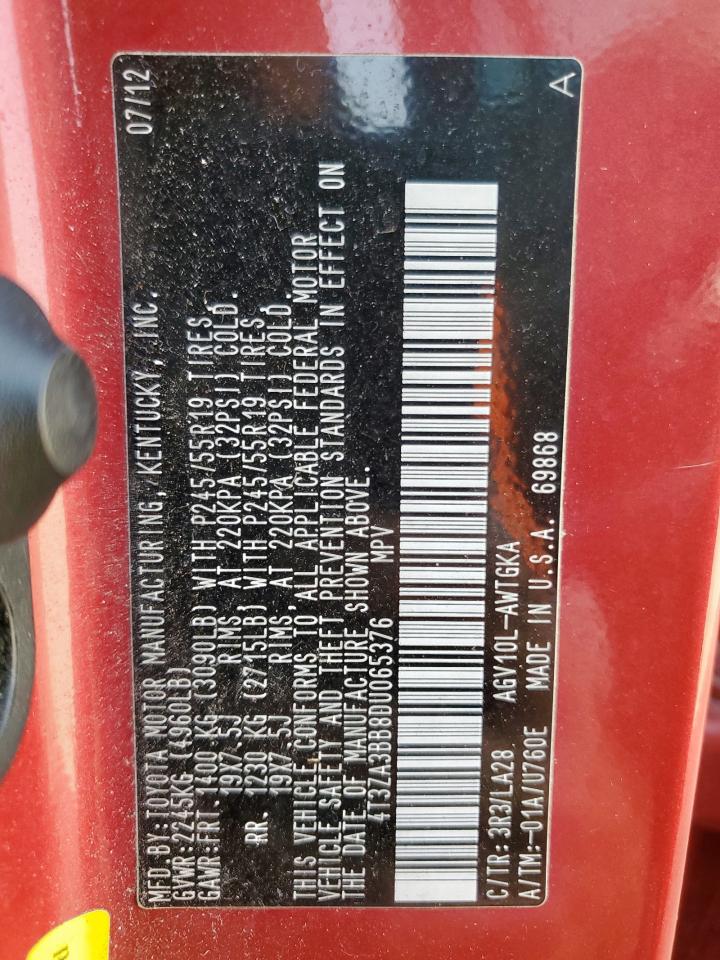 MFD.BY:TOYOTA MOTOR MANUFACTURING, KENTUCKY, INC. 07/12
GVWR:2245KG (4960LB)
GAWR:FRT. 1400 KG (3090LB) WITH P245/55R19 TIRES,
19X7.5J RIMS, AT 220KPA (32PSI) COLD.
RR. 1230 KG (2715LB) WITH P245/55R19 TIRES,
19X7.5J RIMS, AT 220KPA (32PSI) COLD.
THIS VEHICLE CONFORMS TO ALL APPLICABLE FEDERAL MOTOR
VEHICLE SAFETY AND THEFT PREVENTION STANDARDS IN EFFECT ON
THE DATE OF MANUFACTURE SHOWN ABOVE.
4T3ZA3BB8DU065376 MPV
C/TR: 3R3/LA28 AGV10L-AWTGKA
A/TM:-01A/U760E MADE IN U.S.A. 69868 A